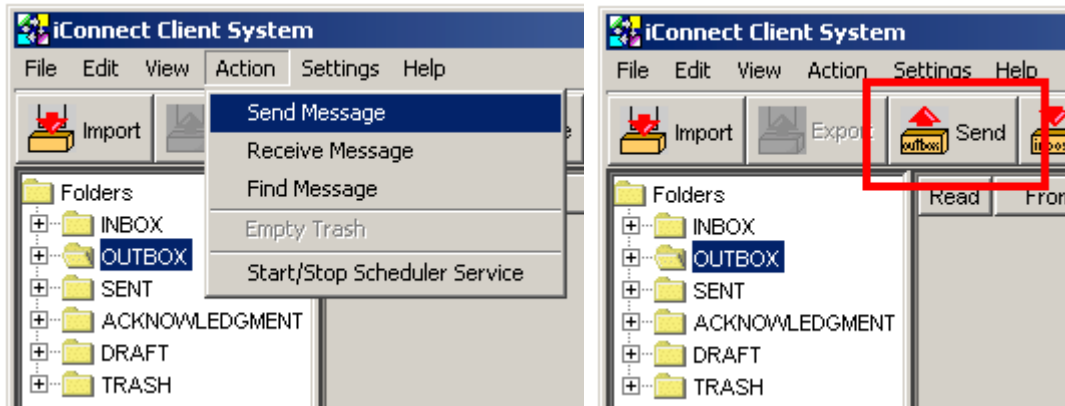 iConnect Client System
File Edit View Action Settings Help
Import
Send Message
Receive Message
Find Message
Empty Trash
Start/Stop Scheduler Service
Folders
INBOX
OUTBOX
SENT
ACKNOWLEDGMENT
DRAFT
TRASH
iConnect Client System
File Edit View Action Settings Help
Import Export outbox Send
Folders
Read
INBOX
OUTBOX
SENT
ACKNOWLEDGMENT
DRAFT
TRASH